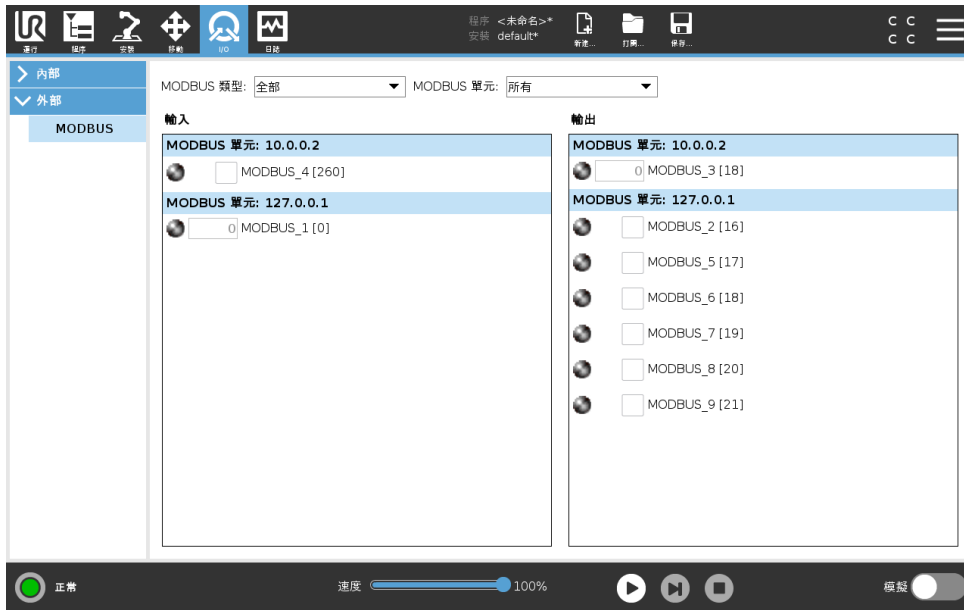 UR
運行
程序
安裝
移動
I/O
日誌
程序 <未命名>*
安裝 default*
新建...
打開...
保存...
C C
C C
內部
外部
MODBUS
MODBUS 類型: 全部
MODBUS 單元: 所有
輸入
MODBUS 單元: 10.0.0.2
MODBUS_4 [260]
MODBUS 單元: 127.0.0.1
0 MODBUS_1 [0]
輸出
MODBUS 單元: 10.0.0.2
0 MODBUS_3 [18]
MODBUS 單元: 127.0.0.1
MODBUS_2 [16]
MODBUS_5 [17]
MODBUS_6 [18]
MODBUS_7 [19]
MODBUS_8 [20]
MODBUS_9 [21]
正常
速度
100%
模擬